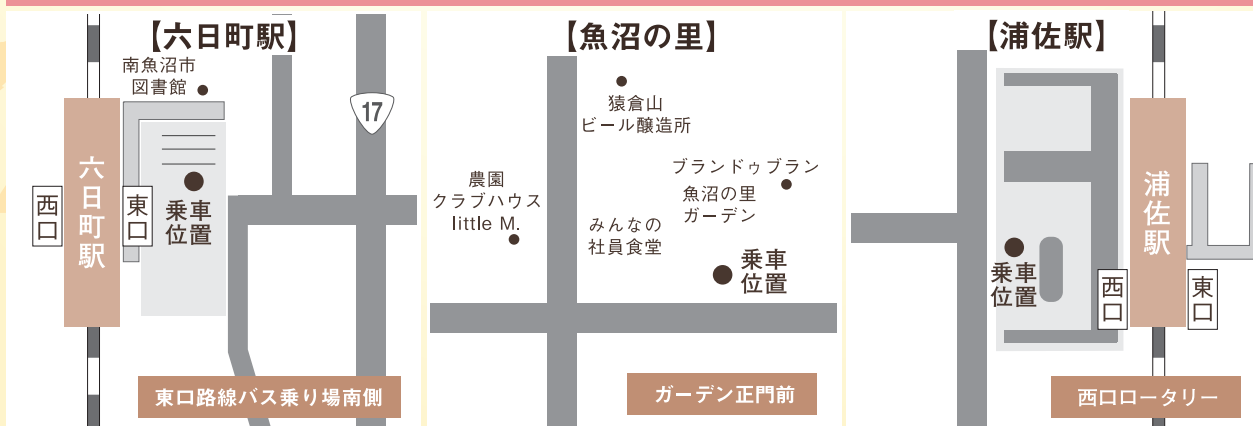 【六日町駅】
南魚沼市
図書館
17
六日町駅
西口
東口
乗車
位置
東口路線バス乗り場南側
【魚沼の里】
猿倉山
ビール醸造所
ブランドゥブラン
農園
クラブハウス
little M.
魚沼の里
ガーデン
みんなの
社員食堂
乗車
位置
ガーデン正門前
【浦佐駅】
浦佐駅
乗車
位置
西口
東口
西口ロータリー